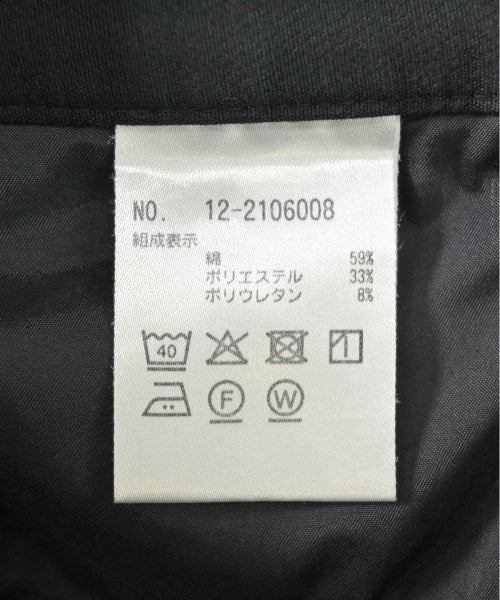 NO. 12-2106008
組成表示
綿 59%
ポリエステル 33%
ポリウレタン 8%
40
F W